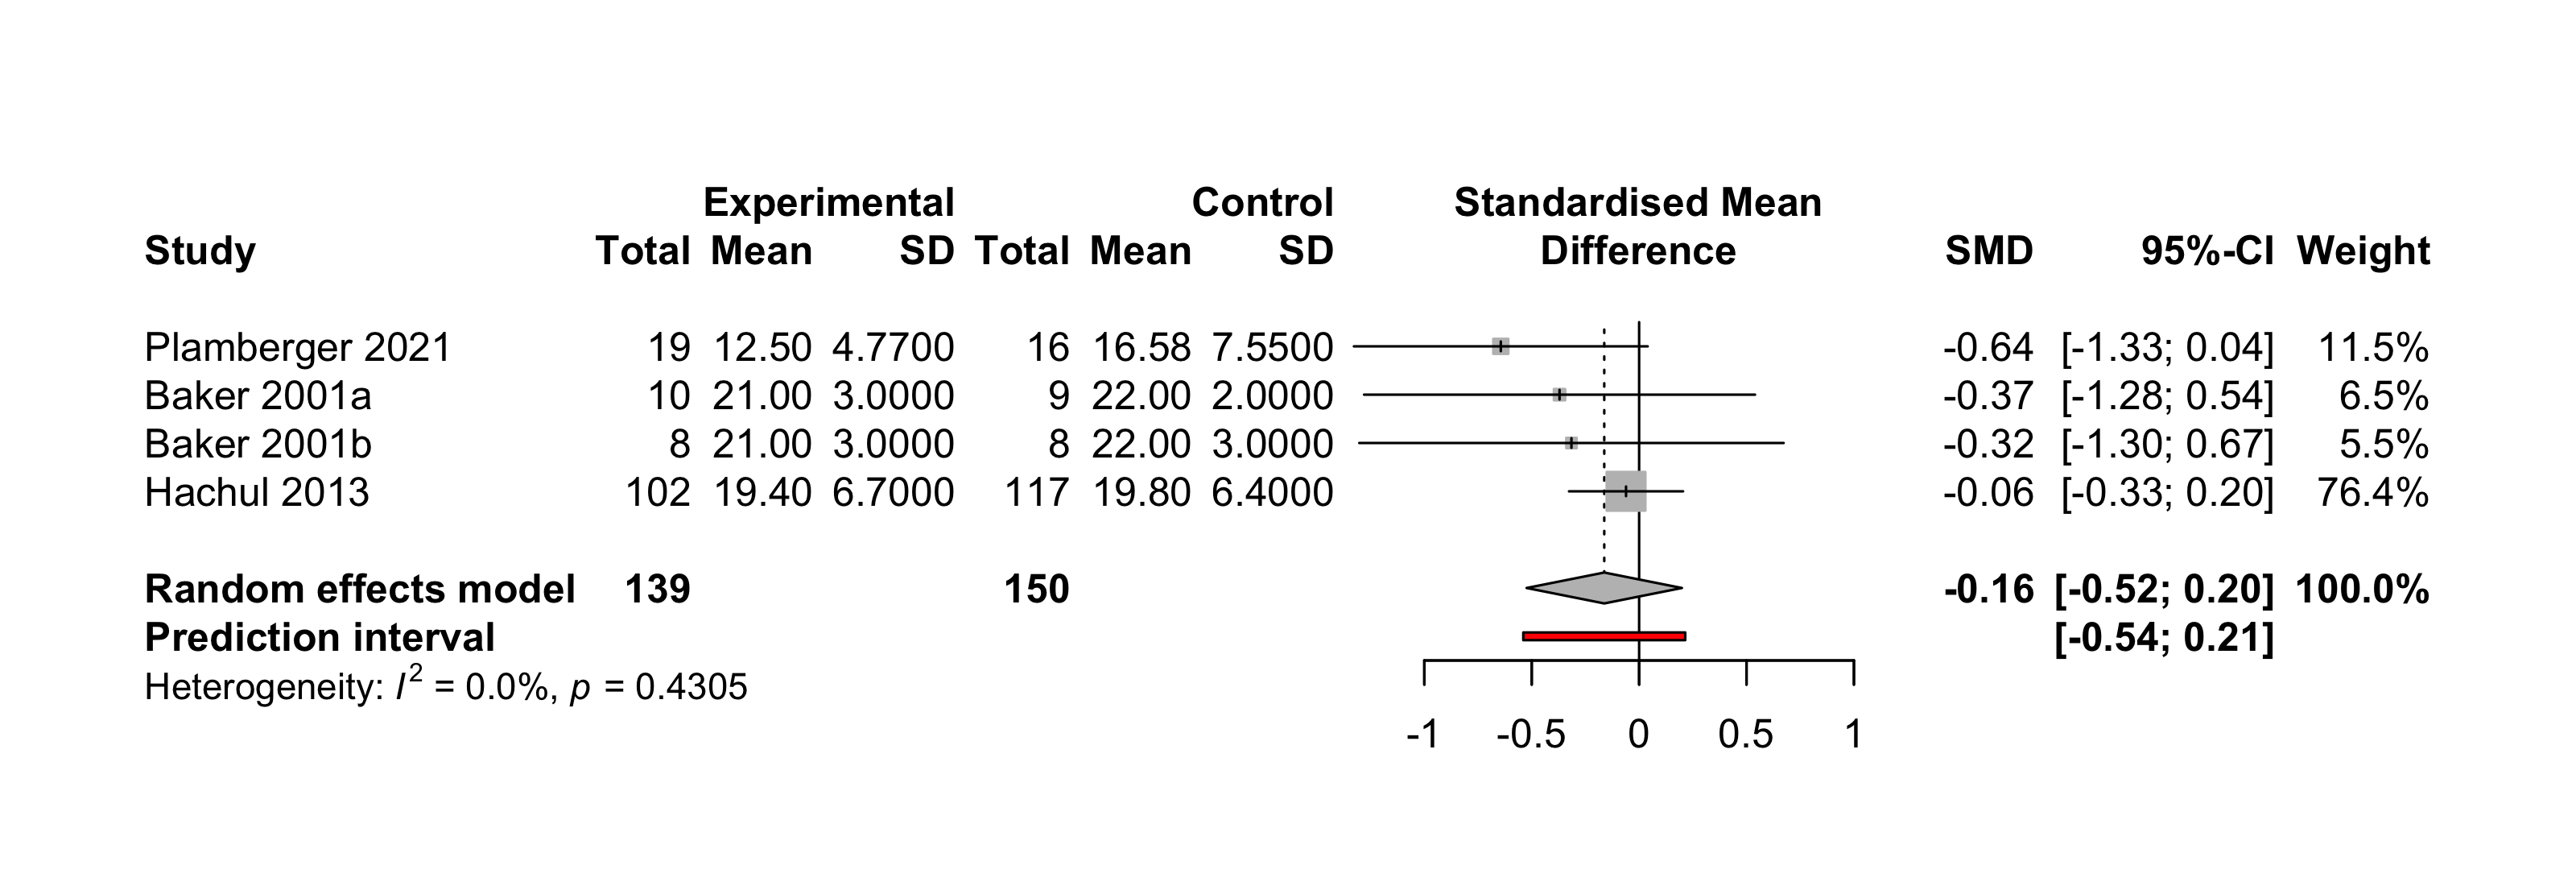 Experimental Control Standardised Mean
Study Total Mean SD Total Mean SD Difference SMD 95%-CI Weight
Plamberger 2021 19 12.50 4.7700 16 16.58 7.5500 -0.64 [-1.33; 0.04] 11.5%
Baker 2001a 10 21.00 3.0000 9 22.00 2.0000 -0.37 [-1.28; 0.54] 6.5%
Baker 2001b 8 21.00 3.0000 8 22.00 3.0000 -0.32 [-1.30; 0.67] 5.5%
Hachul 2013 102 19.40 6.7000 117 19.80 6.4000 -0.06 [-0.33; 0.20] 76.4%
Random effects model 139 150 -0.16 [-0.52; 0.20] 100.0%
Prediction interval [-0.54; 0.21]
Heterogeneity: I² = 0.0%, p = 0.4305
-1 -0.5 0 0.5 1